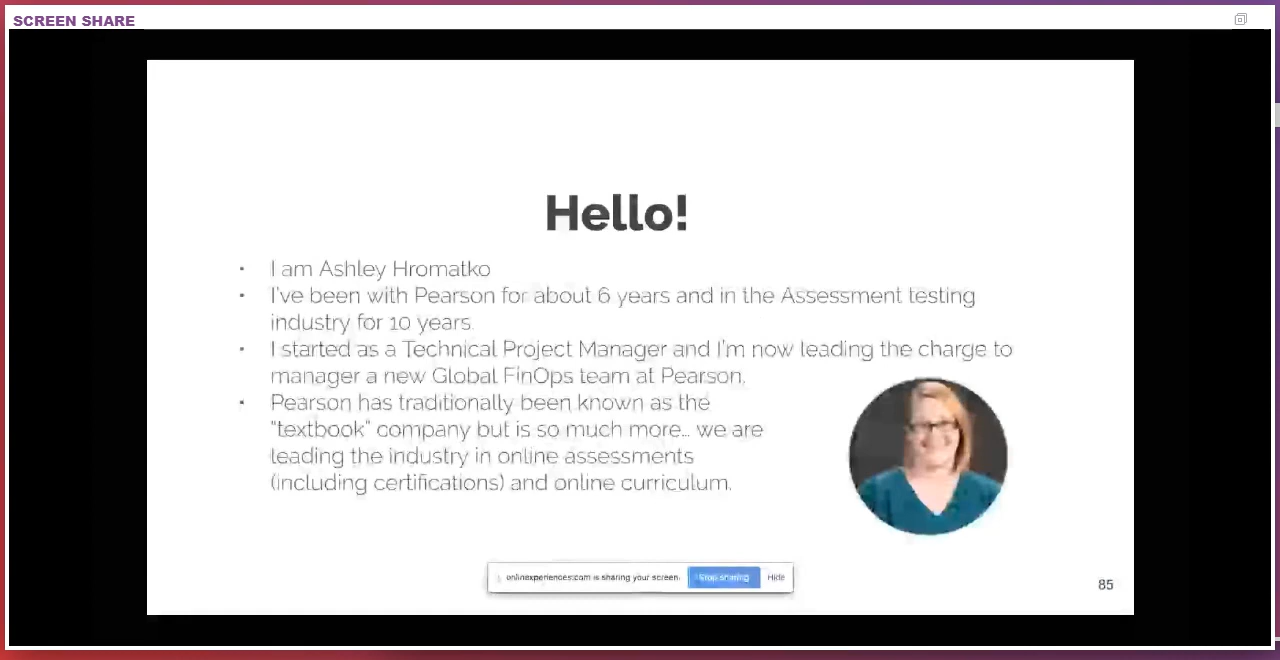 SCREEN SHARE
Hello!
• I am Ashley Hromatko
• I've been with Pearson for about 6 years and in the Assessment testing
industry for 10 years.
• I started as a Technical Project Manager and I'm now leading the charge to
manager a new Global FinOps team at Pearson.
• Pearson has traditionally been known as the
"textbook" company but is so much more... we are
leading the industry in online assessments
(including certifications) and online curriculum.
onlinexperiences.com is sharing your screen. Stop sharing Hide
85